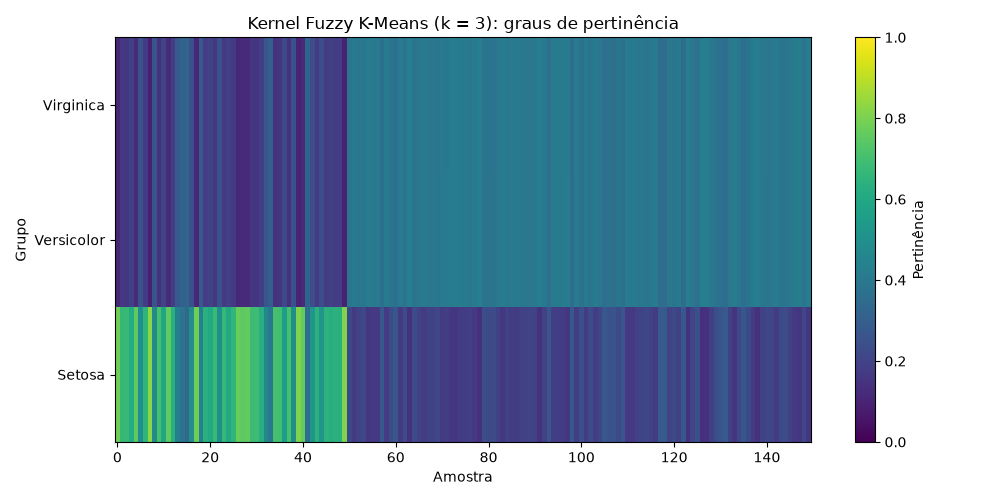 Kernel Fuzzy K-Means (k = 3): graus de pertinência
Grupo
Virginica
Versicolor
Setosa
0 20 40 60 80 100 120 140
Amostra
1.0
0.8
0.6
0.4
0.2
0.0
Pertinência